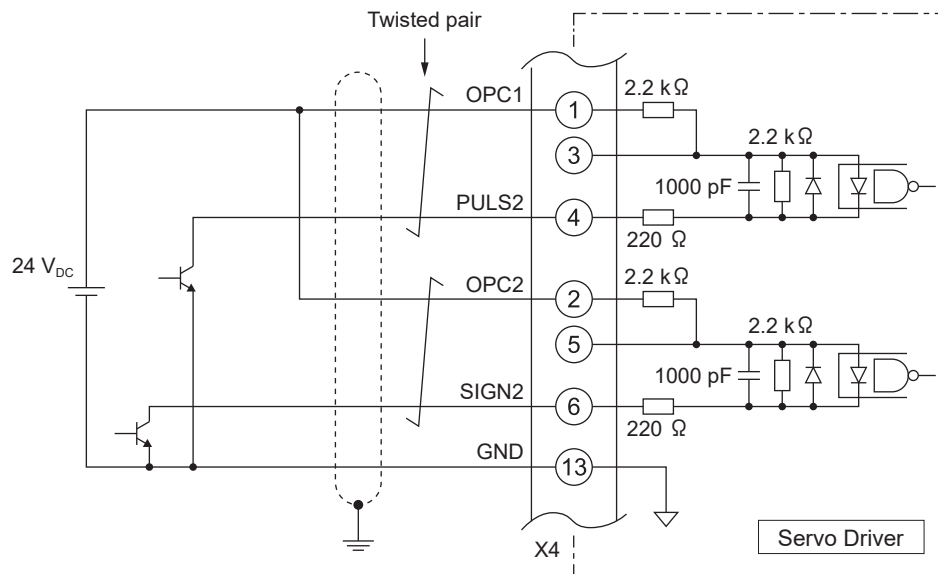 Twisted pair
OPC1
1
2.2 kΩ
3
2.2 kΩ
1000 pF
PULS2
4
220 Ω
24 VDC
OPC2
2
2.2 kΩ
5
2.2 kΩ
1000 pF
SIGN2
6
220 Ω
GND
13
X4
Servo Driver